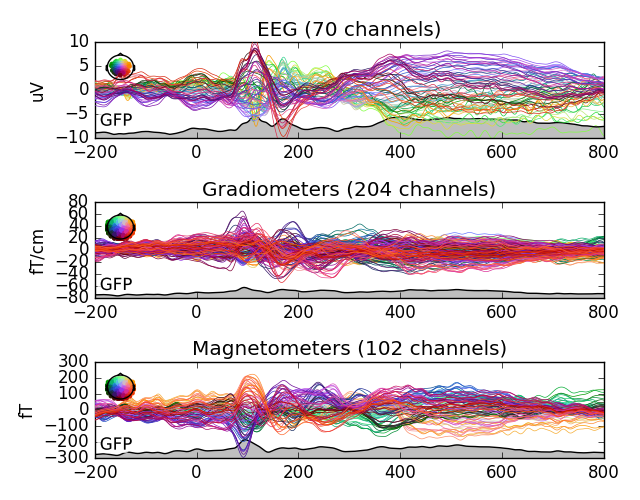 EEG (70 channels)
10
5
0
−5
−10
uV
GFP
−200 0 200 400 600 800
Gradiometers (204 channels)
80
60
40
20
0
−20
−40
−60
−80
fT/cm
GFP
−200 0 200 400 600 800
Magnetometers (102 channels)
300
200
100
0
−100
−200
−300
fT
GFP
−200 0 200 400 600 800